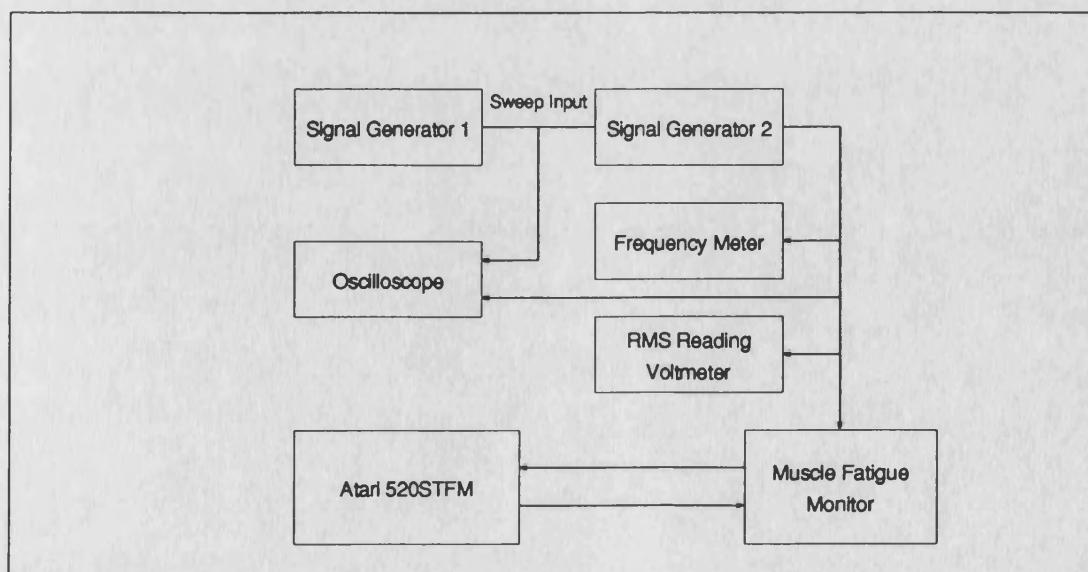 Sweep Input
Signal Generator 1
Signal Generator 2
Frequency Meter
Oscilloscope
RMS Reading
Voltmeter
Atari 520STFM
Muscle Fatigue
Monitor